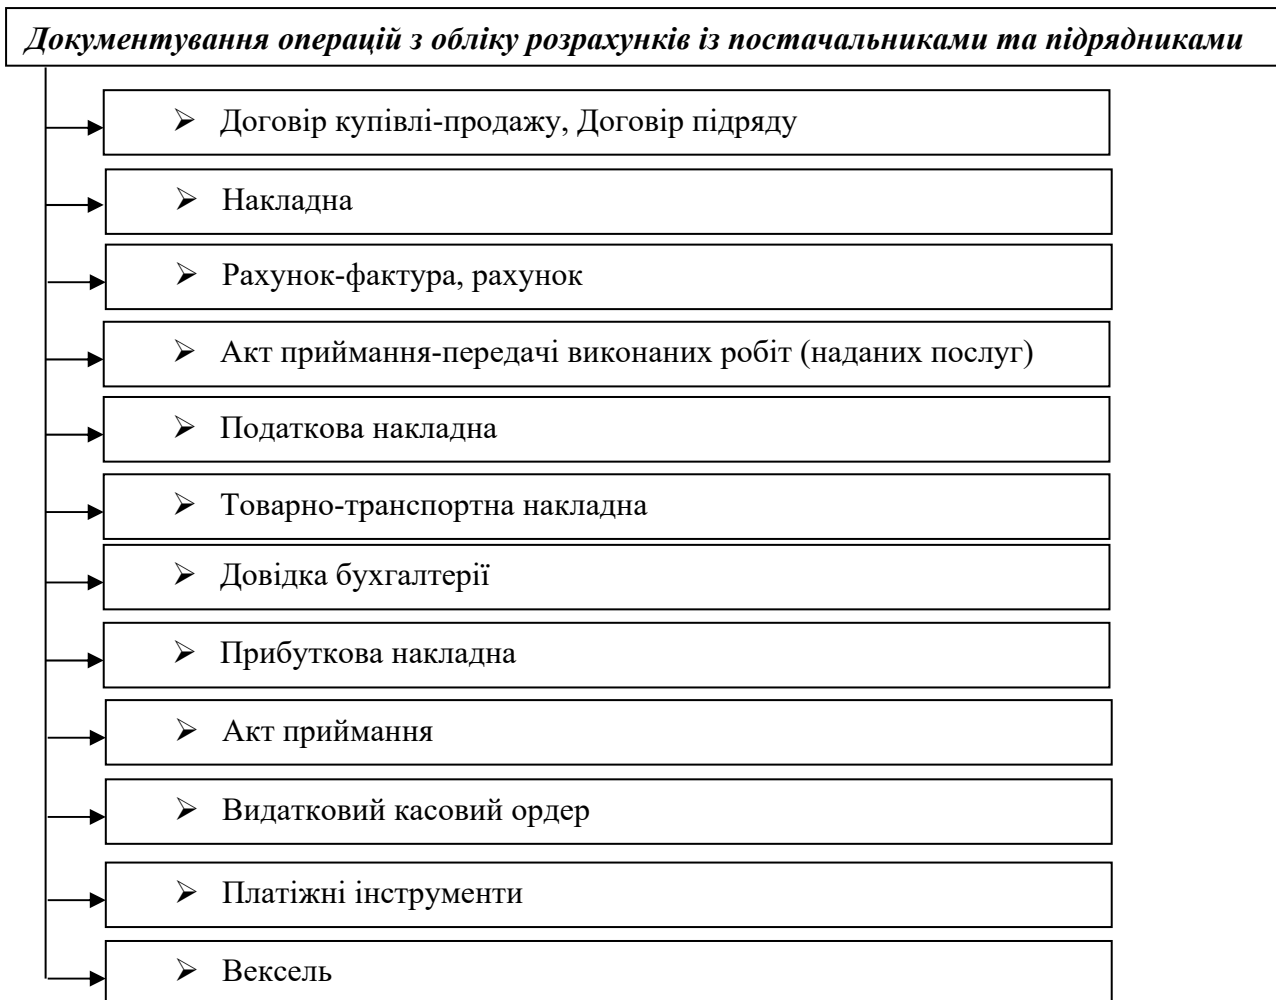 Документування операцій з обліку розрахунків із постачальниками та підрядниками
➢ Договір купівлі-продажу, Договір підряду
➢ Накладна
➢ Рахунок-фактура, рахунок
➢ Акт приймання-передачі виконаних робіт (наданих послуг)
➢ Податкова накладна
➢ Товарно-транспортна накладна
➢ Довідка бухгалтерії
➢ Прибуткова накладна
➢ Акт приймання
➢ Видатковий касовий ордер
➢ Платіжні інструменти
➢ Вексель